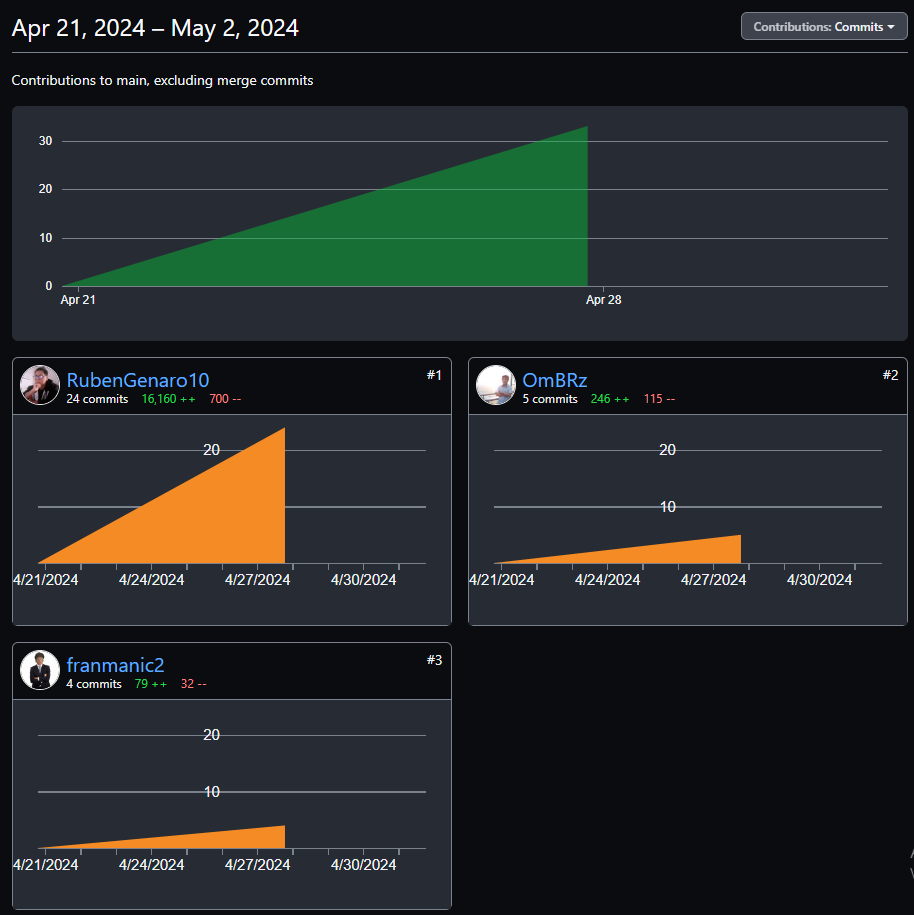 Apr 21, 2024 – May 2, 2024
Contributions: Commits
Contributions to main, excluding merge commits
30
20
10
0
Apr 21
Apr 28
RubenGenaro10
#1
24 commits 16,160 ++ 700 --
20
4/21/2024 4/24/2024 4/27/2024 4/30/2024
OmBRz
#2
5 commits 246 ++ 115 --
20
10
4/21/2024 4/24/2024 4/27/2024 4/30/2024
franmanic2
#3
4 commits 79 ++ 32 --
20
10
4/21/2024 4/24/2024 4/27/2024 4/30/2024